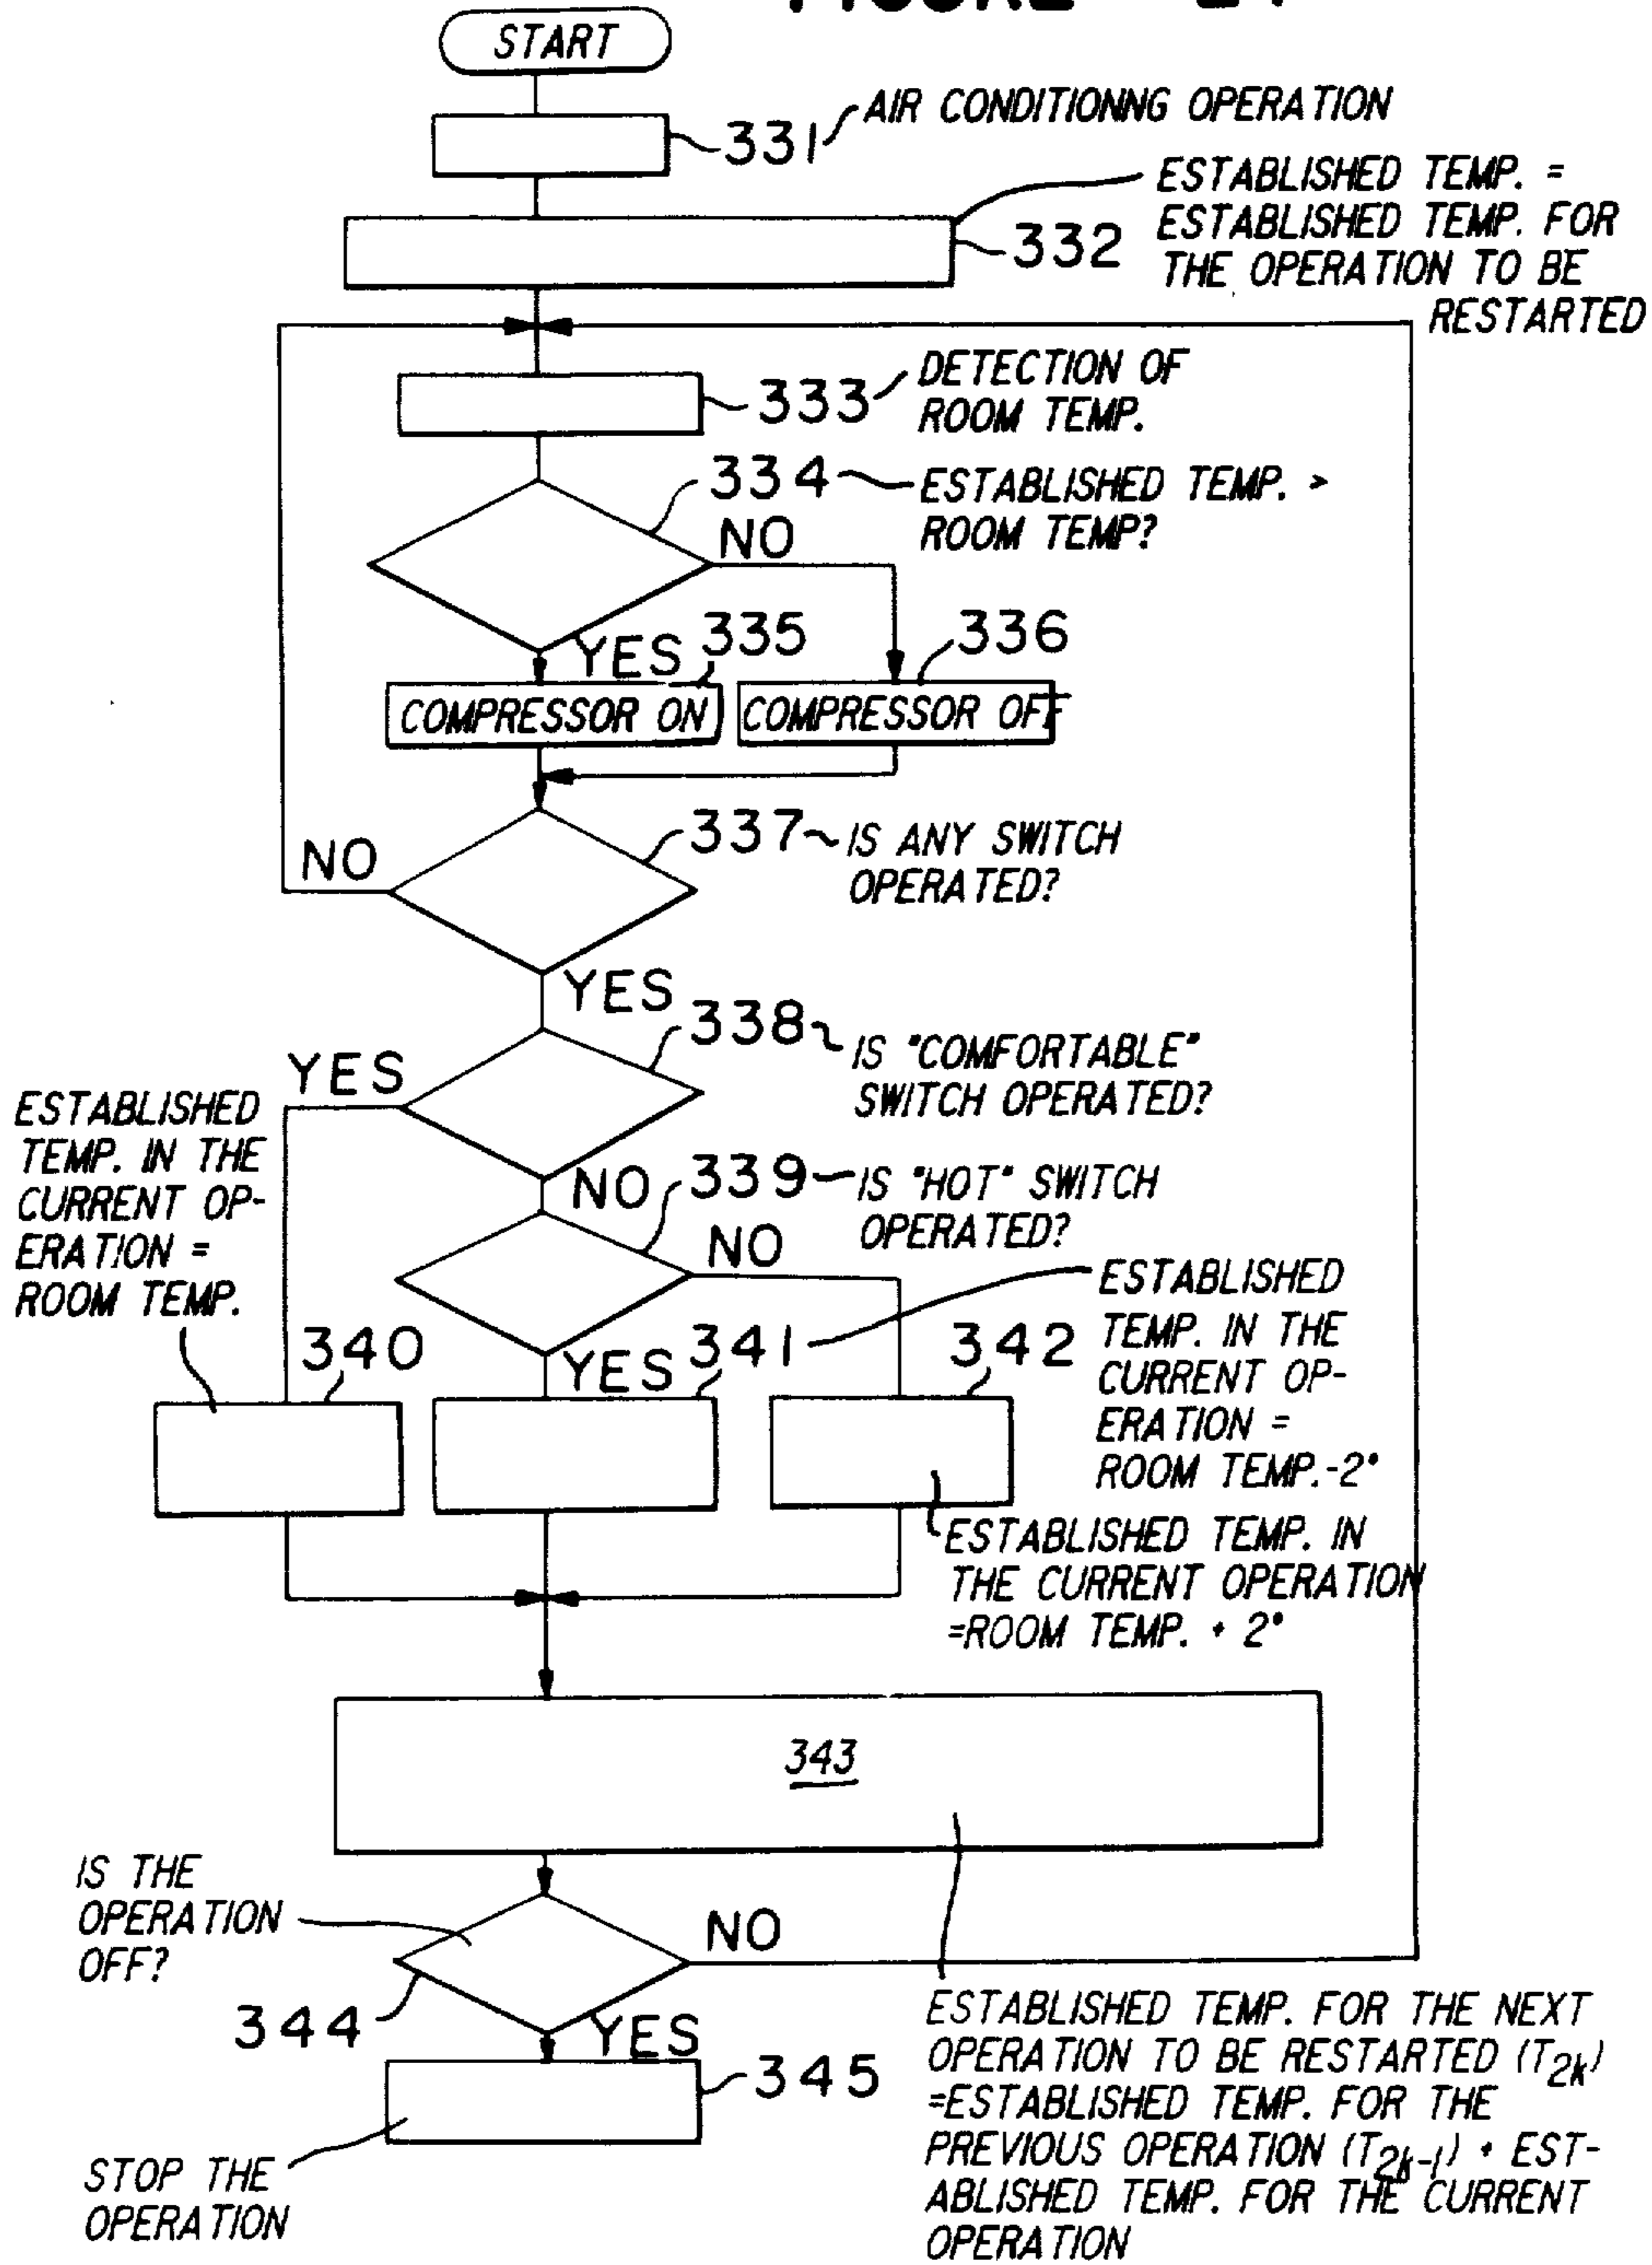 START
331
AIR CONDITIONNG OPERATION
332
ESTABLISHED TEMP. =
ESTABLISHED TEMP. FOR
THE OPERATION TO BE
RESTARTED
333
DETECTION OF
ROOM TEMP.
334
ESTABLISHED TEMP. >
ROOM TEMP?
NO
YES
335
336
COMPRESSOR ON
COMPRESSOR OFF
337
IS ANY SWITCH
OPERATED?
NO
YES
338
IS "COMFORTABLE"
SWITCH OPERATED?
YES
ESTABLISHED
TEMP. IN THE
CURRENT OP-
ERATION =
ROOM TEMP.
NO
339
IS "HOT" SWITCH
OPERATED?
NO
340
YES
341
ESTABLISHED
TEMP. IN THE
CURRENT OP-
ERATION =
ROOM TEMP.-2°
342
ESTABLISHED TEMP. IN
THE CURRENT OPERATION
=ROOM TEMP. + 2°
343
IS THE
OPERATION
OFF?
NO
344
YES
345
STOP THE
OPERATION
ESTABLISHED TEMP. FOR THE NEXT
OPERATION TO BE RESTARTED (T2k)
=ESTABLISHED TEMP. FOR THE
PREVIOUS OPERATION (T2k-1) + EST-
ABLISHED TEMP. FOR THE CURRENT
OPERATION